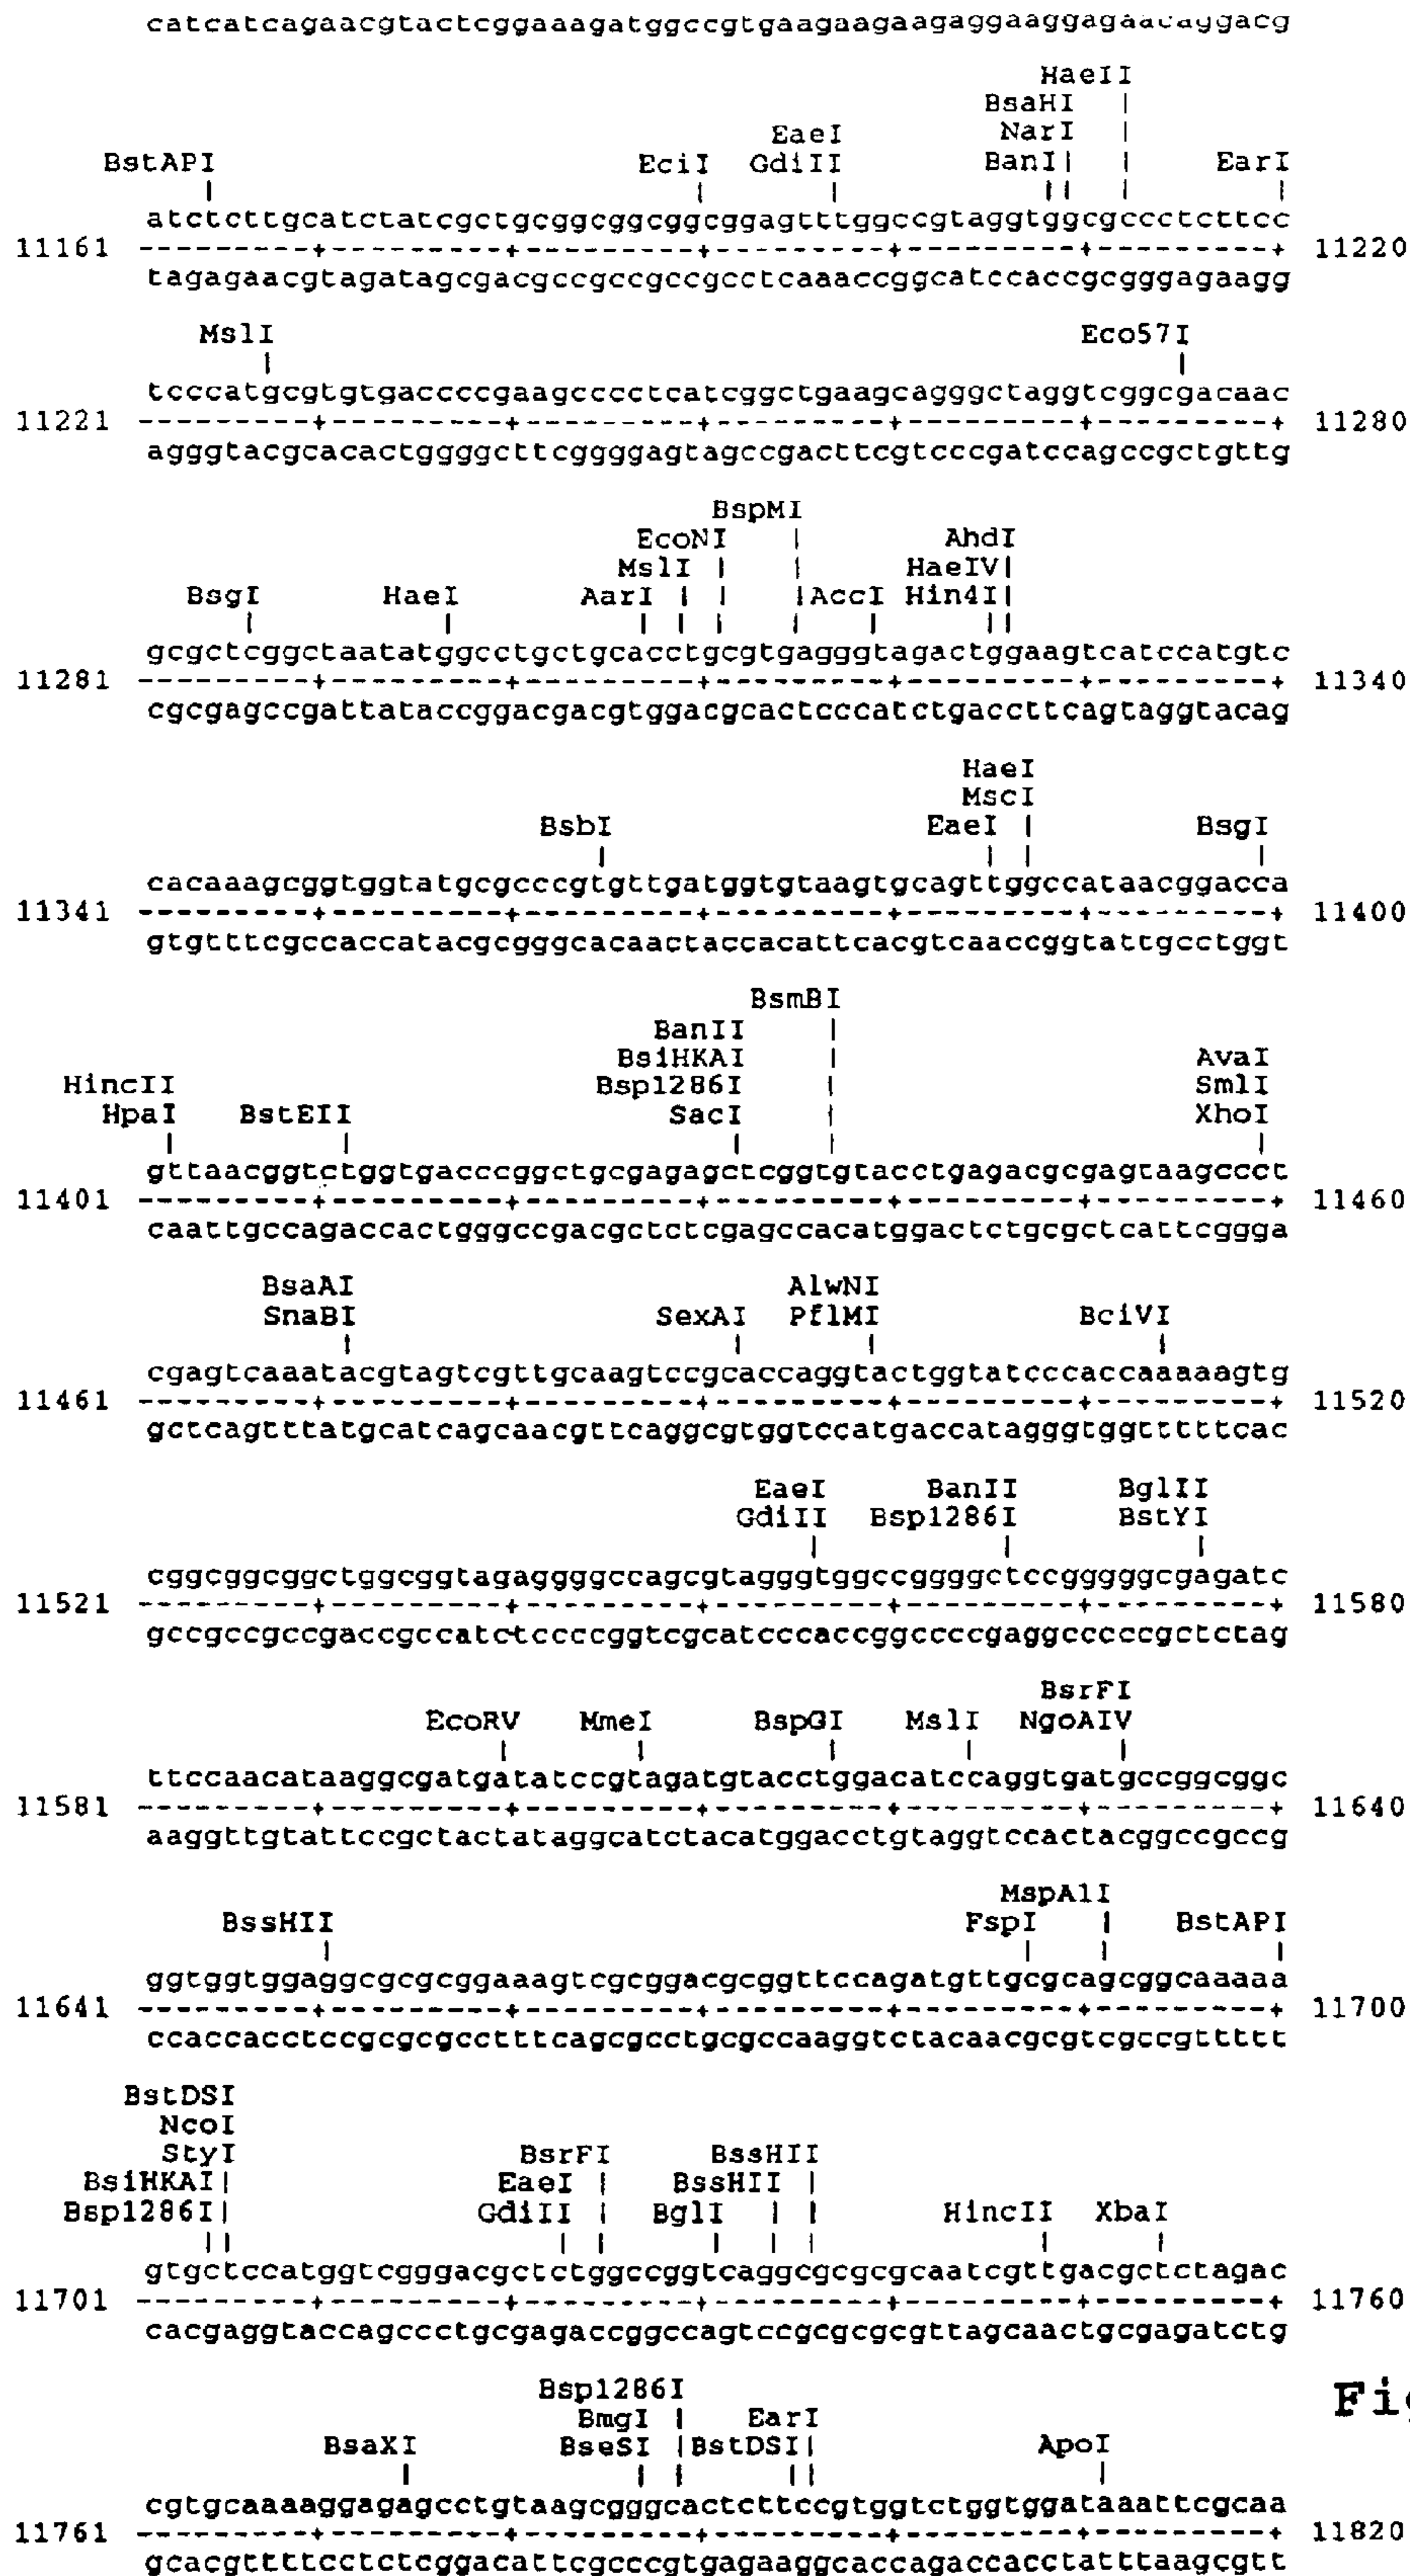 catcatcagaacgtactcggaaagatggccgtgaagaagaagaggaaggagaacaggacg
HaeII
BsaHI |
EaeI NarI |
BstAPI EciI GdiII BanI| | EarI
| | | || | |
atctcttgcatctatcgctgcggcggcggcggagtttggccgtaggtggcgccctcttcc
11161 ---------+---------+---------+---------+---------+---------+ 11220
tagagaacgtagatagcgacgccgccgccgcctcaaaccggcatccaccgcgggagaagg
MslI Eco57I
| |
tcccatgcgtgtgaccccgaagcccctcatcggctgaagcagggctaggtcggcgacaac
11221 ---------+---------+---------+---------+---------+---------+ 11280
agggtacgcacactggggcttcggggagtagccgacttcgtcccgatccagccgctgttg
BspMI
EcoNI | AhdI
MslI | | HaeIV|
BsgI HaeI AarI | | |AccI Hin4I|
| | | | | | | ||
gcgctcggctaatatggcctgctgcacctgcgtgagggtagactggaagtcatccatgtc
11281 ---------+---------+---------+---------+---------+---------+ 11340
cgcgagccgattataccggacgacgtggacgcactcccatctgaccttcagtaggtacag
HaeI
MscI
BsbI EaeI | BsgI
| | | |
cacaaagcggtggtatgcgcccgtgttgatggtgtaagtgcagttggccataacggacca
11341 ---------+---------+---------+---------+---------+---------+ 11400
gtgtttcgccaccatacgcgggcacaactaccacattcacgtcaaccggtattgcctggt
BsmBI
BanII |
BsiHKAI | AvaI
HincII Bsp1286I | SmlI
HpaI BstEII SacI | XhoI
| | | | |
gttaacggtctggtgacccggctgcgagagctcggtgtacctgagacgcgagtaagccct
11401 ---------+---------+---------+---------+---------+---------+ 11460
caattgccagaccactgggccgacgctctcgagccacatggactctgcgctcattcggga
BsaAI AlwNI
SnaBI SexAI PflMI BciVI
| | | |
cgagtcaaatacgtagtcgttgcaagtccgcaccaggtactggtatcccaccaaaaagtg
11461 ---------+---------+---------+---------+---------+---------+ 11520
gctcagtttatgcatcagcaacgttcaggcgtggtccatgaccatagggtggtttttcac
EaeI BanII BglII
GdiII Bsp1286I BstYI
| | |
cggcggcggctggcggtagaggggccagcgtagggtggccggggctccgggggcgagatc
11521 ---------+---------+---------+---------+---------+---------+ 11580
gccgccgccgaccgccatctccccggtcgcatcccaccggccccgaggcccccgctctag
BsrFI
EcoRV MmeI BspGI MslI NgoAIV
| | | | |
ttccaacataaggcgatgatatccgtagatgtacctggacatccaggtgatgccggcggc
11581 ---------+---------+---------+---------+---------+---------+ 11640
aaggttgtattccgctactataggcatctacatggacctgtaggtccactacggccgccg
MspA1I
BssHII FspI | BstAPI
| | | |
ggtggtggaggcgcgcggaaagtcgcggacgcggttccagatgttgcgcagcggcaaaaa
11641 ---------+---------+---------+---------+---------+---------+ 11700
ccaccacctccgcgcgcctttcagcgcctgcgccaaggtctacaacgcgtcgccgttttt
BstDSI
NcoI
StyI BsrFI BssHII
BsiHKAI| EaeI | BssHII |
Bsp1286I| GdiII | BglI | | HincII XbaI
|| | | | | | | |
gtgctccatggtcgggacgctctggccggtcaggcgcgcgcaatcgttgacgctctagac
11701 ---------+---------+---------+---------+---------+---------+ 11760
cacgaggtaccagccctgcgagaccggccagtccgcgcgcgttagcaactgcgagatctg
Bsp1286I
BmgI | EarI
BsaXI BseSI |BstDSI| ApoI
| | | || |
cgtgcaaaaggagagcctgtaagcgggcactcttccgtggtctggtggataaattcgcaa
11761 ---------+---------+---------+---------+---------+---------+ 11820
gcacgttttcctctcggacattcgcccgtgagaaggcaccagaccacctatttaagcgtt